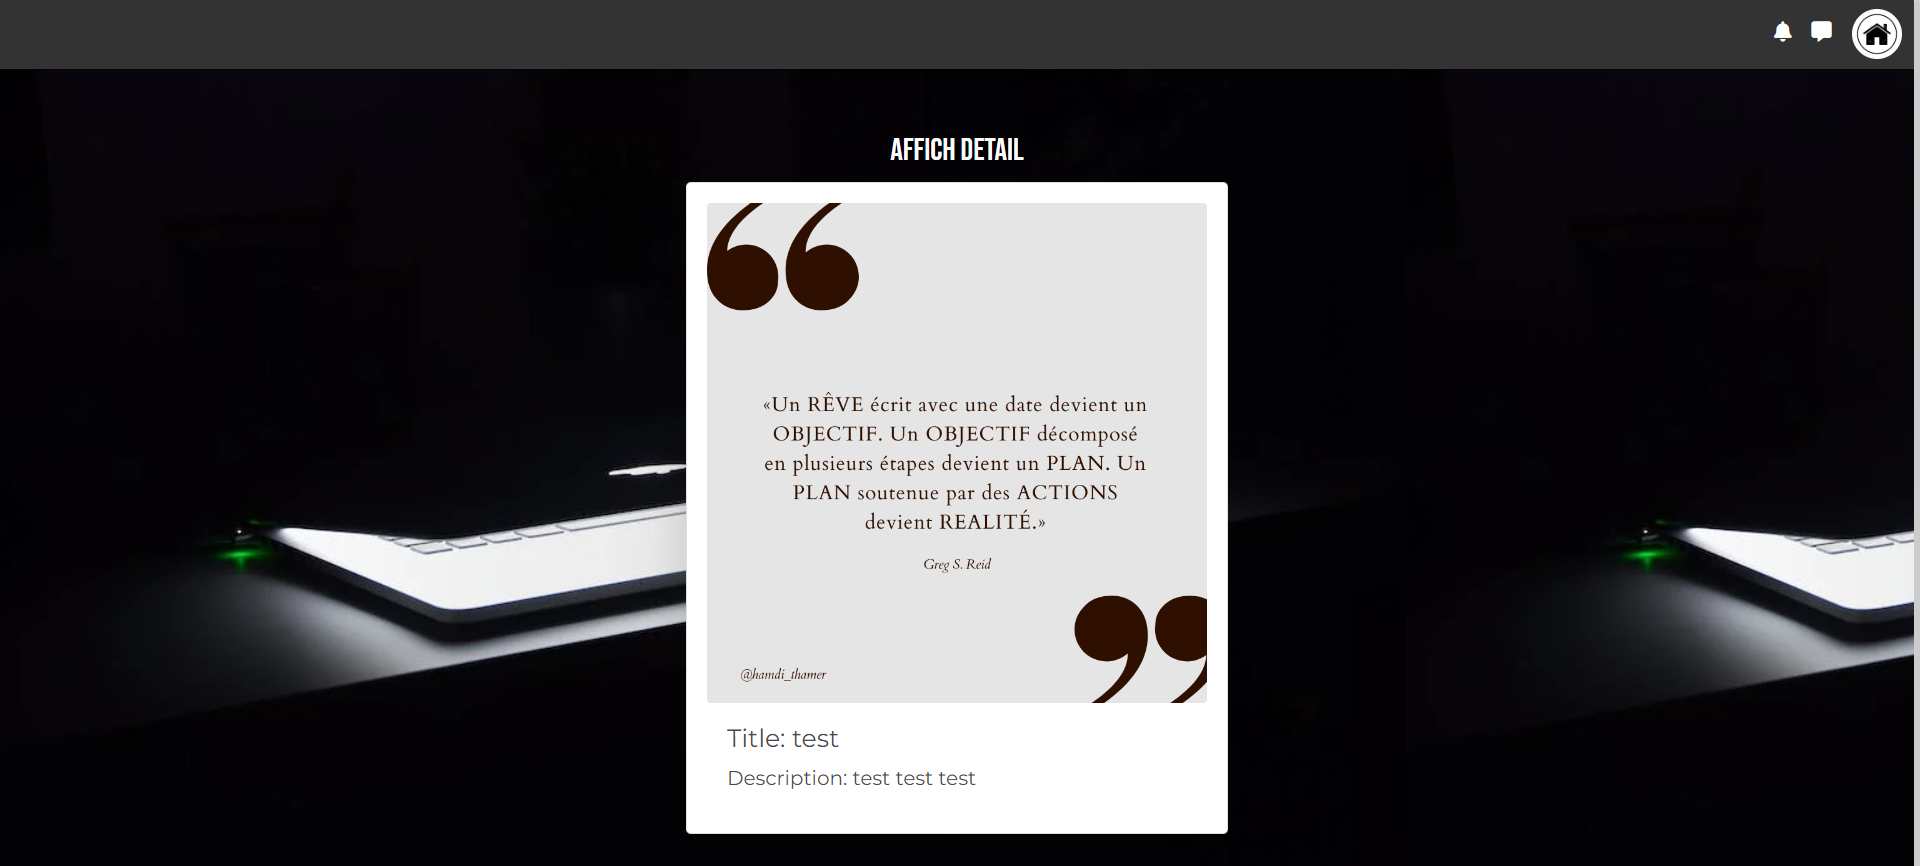 AFFICH DETAIL
«Un RÊVE écrit avec une date devient un
OBJECTIF. Un OBJECTIF décomposé
en plusieurs étapes devient un PLAN. Un
PLAN soutenue par des ACTIONS
devient REALITÉ.»
Greg S. Reid
@hamdi_thamer
Title: test
Description: test test test